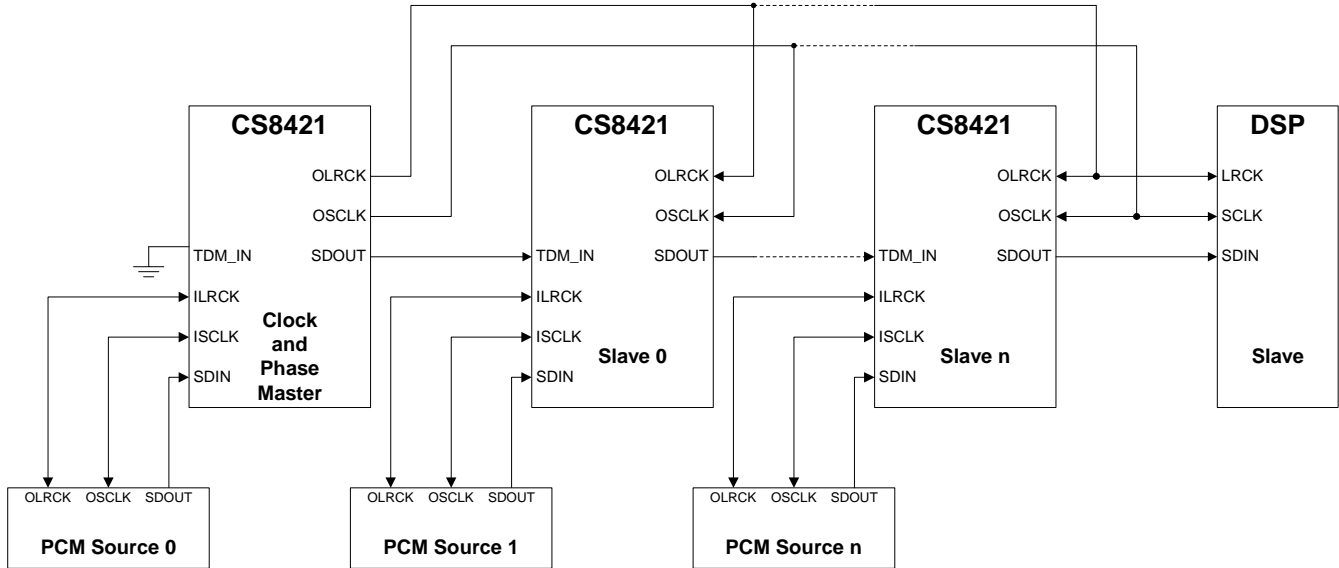 CS8421
OLRCK
OSCLK
TDM_IN
SDOUT
ILRCK
ISCLK
SDIN
Clock
and
Phase
Master
CS8421
OLRCK
OSCLK
TDM_IN
SDOUT
ILRCK
ISCLK
SDIN
Slave 0
CS8421
OLRCK
OSCLK
TDM_IN
SDOUT
ILRCK
ISCLK
SDIN
Slave n
DSP
LRCK
SCLK
SDIN
Slave
OLRCK OSCLK SDOUT
PCM Source 0
OLRCK OSCLK SDOUT
PCM Source 1
OLRCK OSCLK SDOUT
PCM Source n